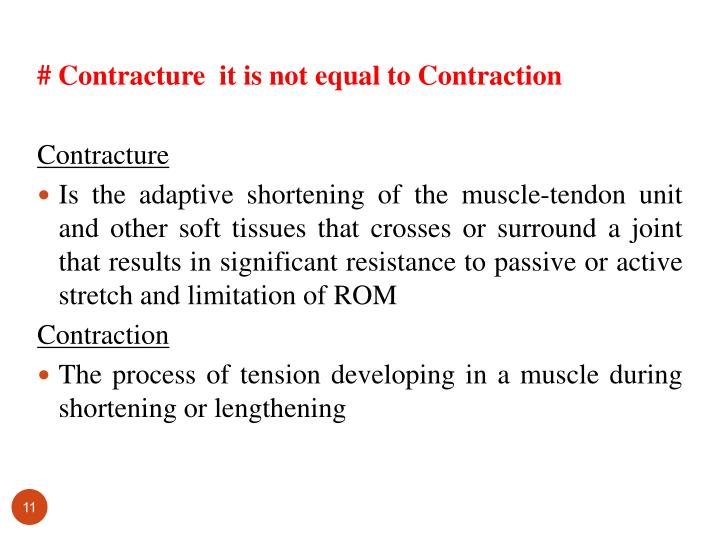 # Contracture  it is not equal to Contraction
Contracture
• Is the adaptive shortening of the muscle-tendon unit
and other soft tissues that crosses or surround a joint
that results in significant resistance to passive or active
stretch and limitation of ROM
Contraction
• The process of tension developing in a muscle during
shortening or lengthening
11